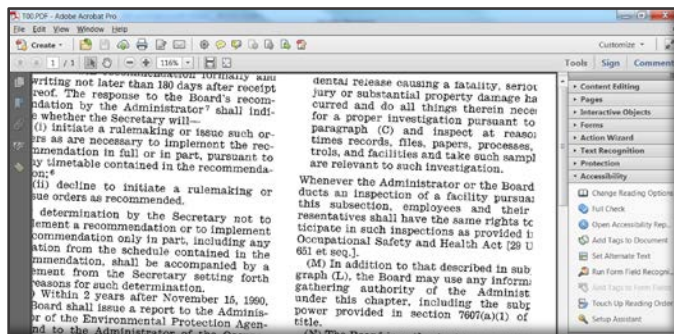 T00.PDF - Adobe Acrobat Pro
File Edit View Window Help
Create
Customize
1 / 1
116%
Tools Sign Comment
formally and
writing not later than 180 days after receipt
reof. The response to the Board's recom-
ndation by the Administrator⁷ shall indi-
e whether the Secretary will—
(i) initiate a rulemaking or issue such or-
ers as are necessary to implement the rec-
mmendation in full or in part, pursuant to
y timetable contained in the recommenda-
on;⁶
(ii) decline to initiate a rulemaking or
sue orders as recommended.
determination by the Secretary not to
lement a recommendation or to implement
commendation only in part, including any
ation from the schedule contained in the
mmendation, shall be accompanied by a
ement from the Secretary setting forth
reasons for such determination.
Within 2 years after November 15, 1990,
Board shall issue a report to the Adminis-
or of the Environmental Protection Agen-
nd to the Administrator of the
dental release causing a fatality, seriou
jury or substantial property damage ha
curred and do all things therein nece
for a proper investigation pursuant to
paragraph (C) and inspect at reason
times records, files, papers, processes,
trols, and facilities and take such sampl
are relevant to such investigation.
Whenever the Administrator or the Board
ducts an inspection of a facility pursua
this subsection, employees and their
resentatives shall have the same rights to
ticipate in such inspections as provided i
Occupational Safety and Health Act [29 U
651 et seq.].
(M) In addition to that described in sub
graph (L), the Board may use any informa
gathering authority of the Administ
under this chapter, including the subp
power provided in section 7607(a)(1) of
title.
Content Editing
Pages
Interactive Objects
Forms
Action Wizard
Text Recognition
Protection
Accessibility
Change Reading Options
Full Check
Open Accessibility Rep...
Add Tags to Document
Set Alternate Text
Run Form Field Recogni...
Add Tags to Form Fields
Touch Up Reading Order
Setup Assistant